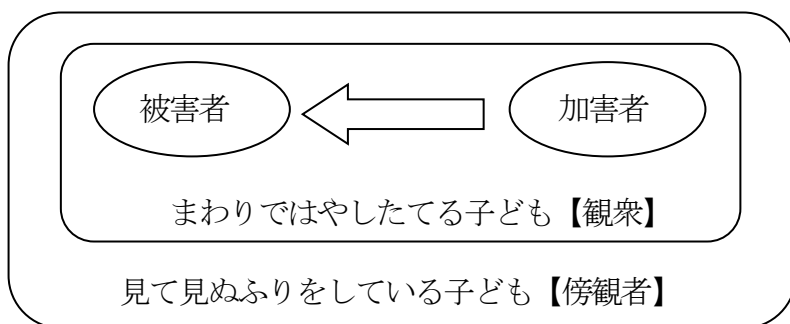 被害者 加害者
まわりではやしたてる子ども【観衆】
見て見ぬふりをしている子ども【傍観者】